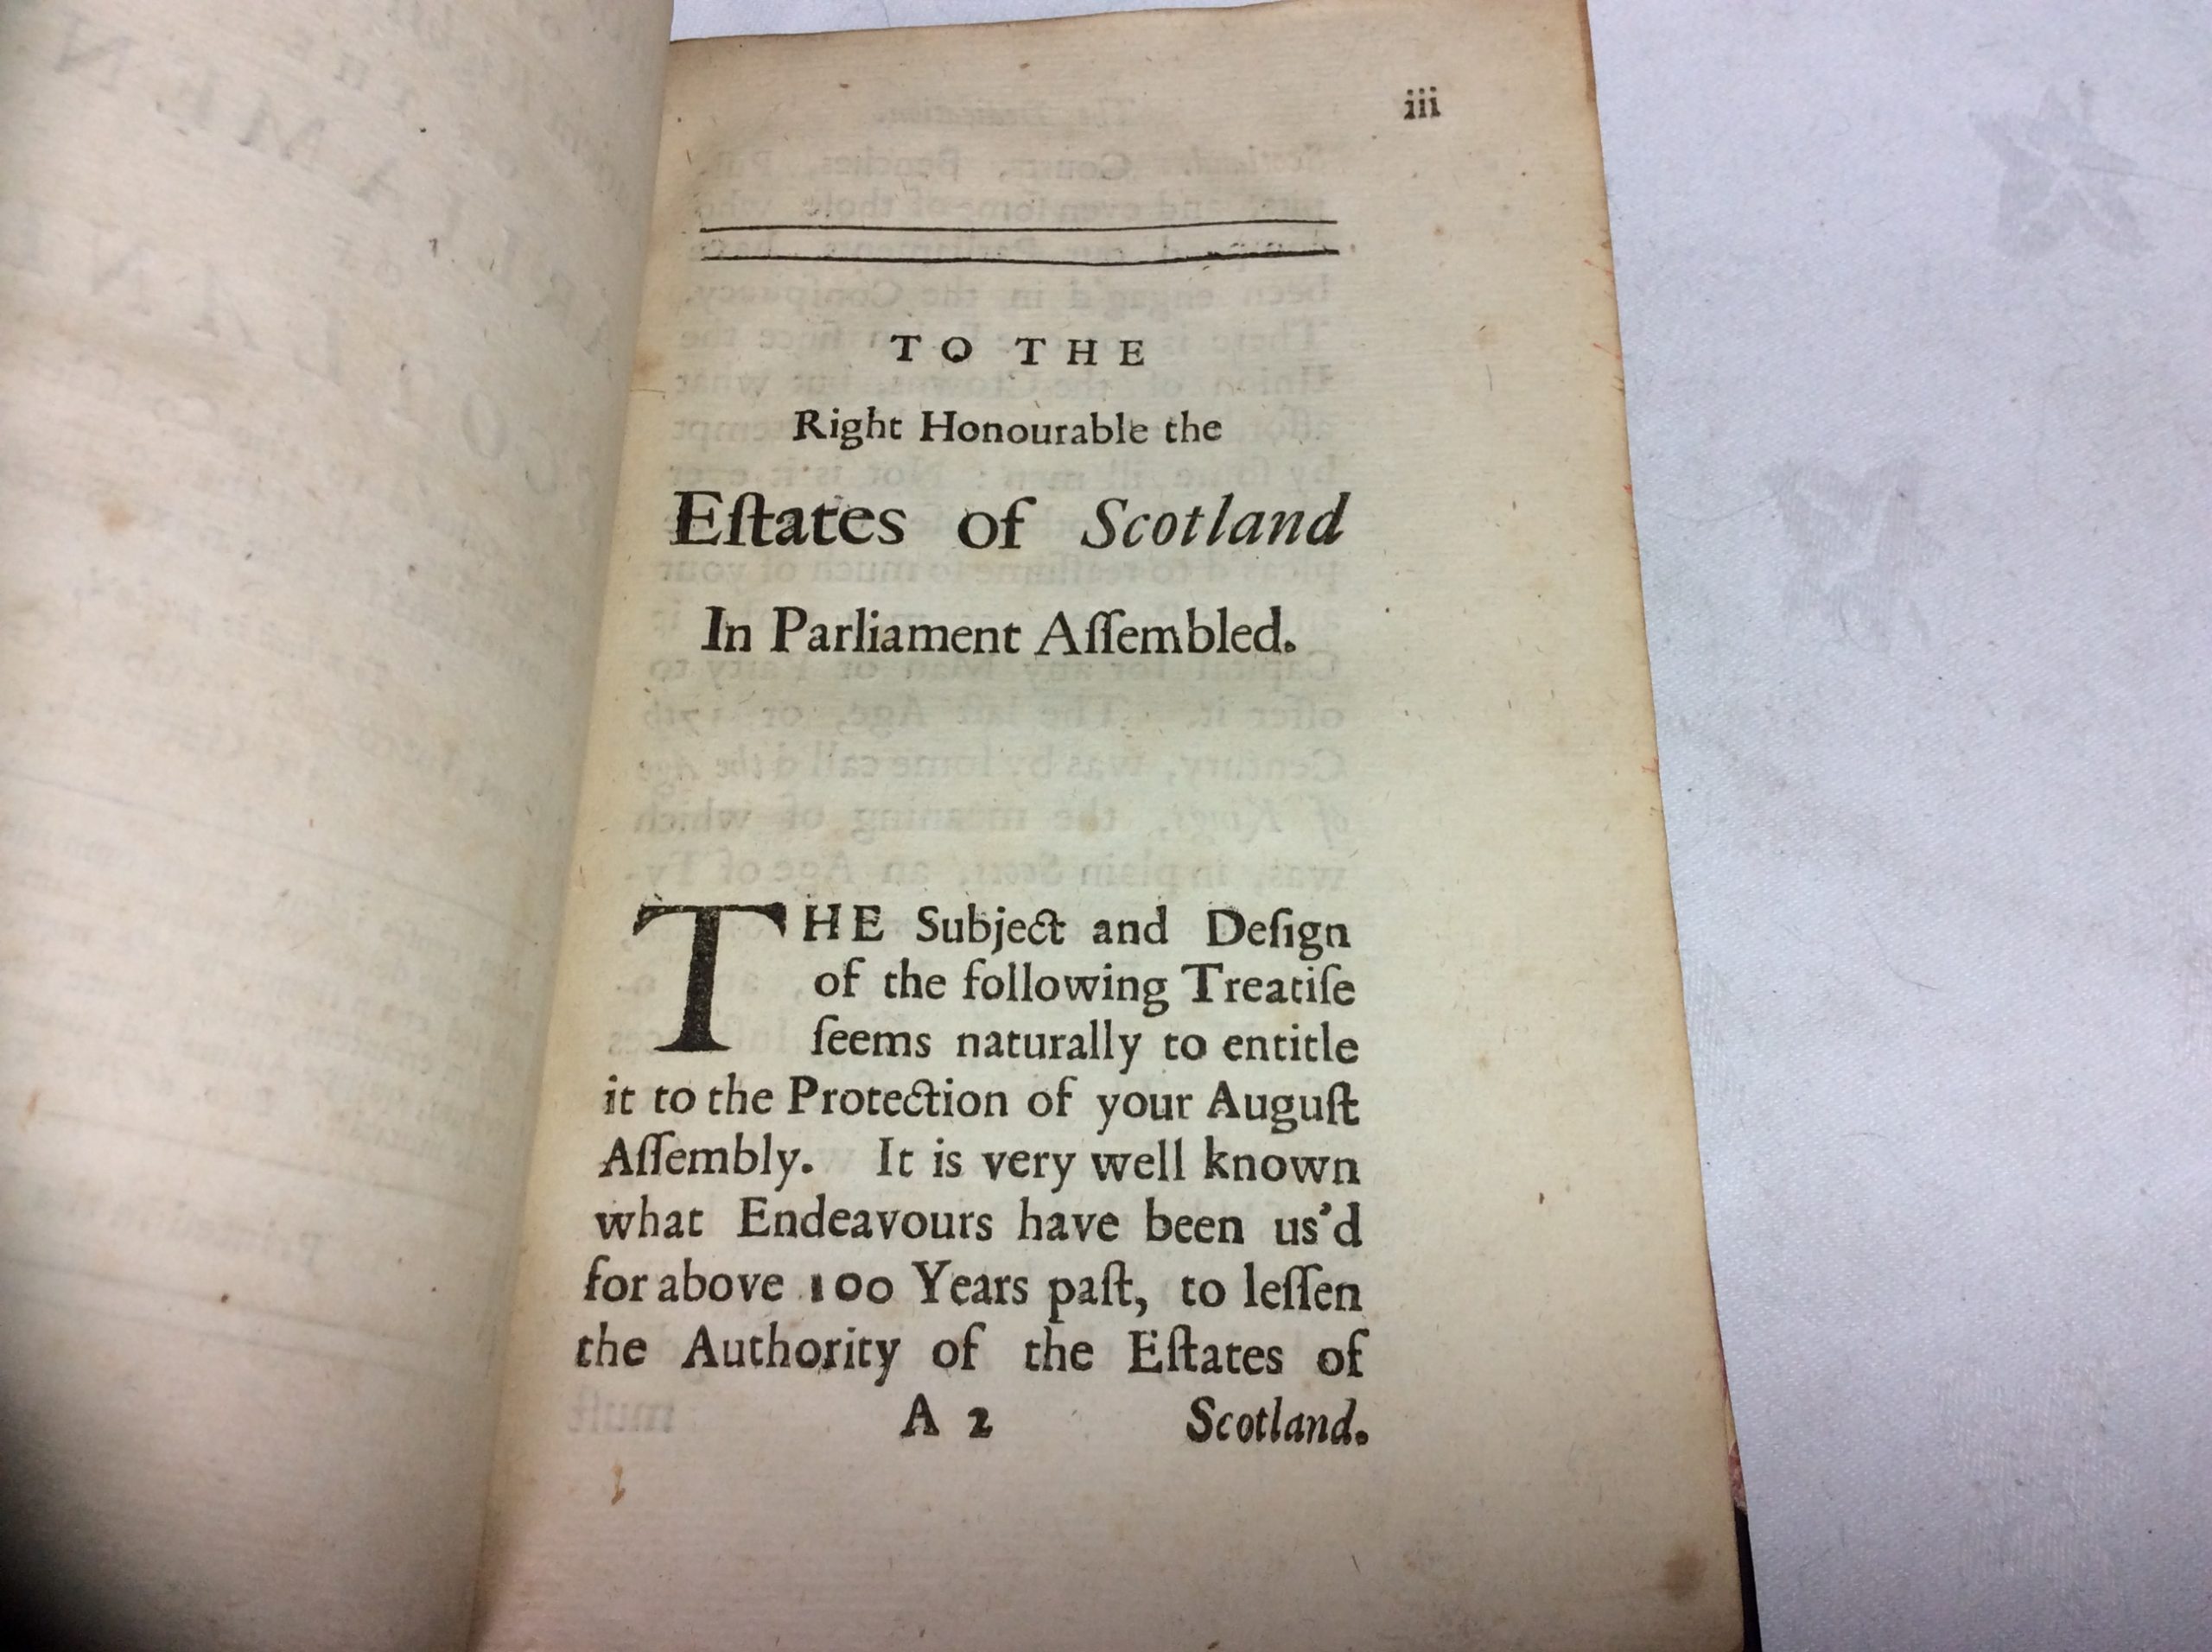 iii
TO THE
Right Honourable the
Eſtates of Scotland
In Parliament Aſſembled.
THE Subject and Deſign
of the following Treatiſe
ſeems naturally to entitle
it to the Protection of your Auguſt
Aſſembly. It is very well known
what Endeavours have been us'd
for above 100 Years paſt, to leſſen
the Authority of the Eſtates of
A 2 Scotland.